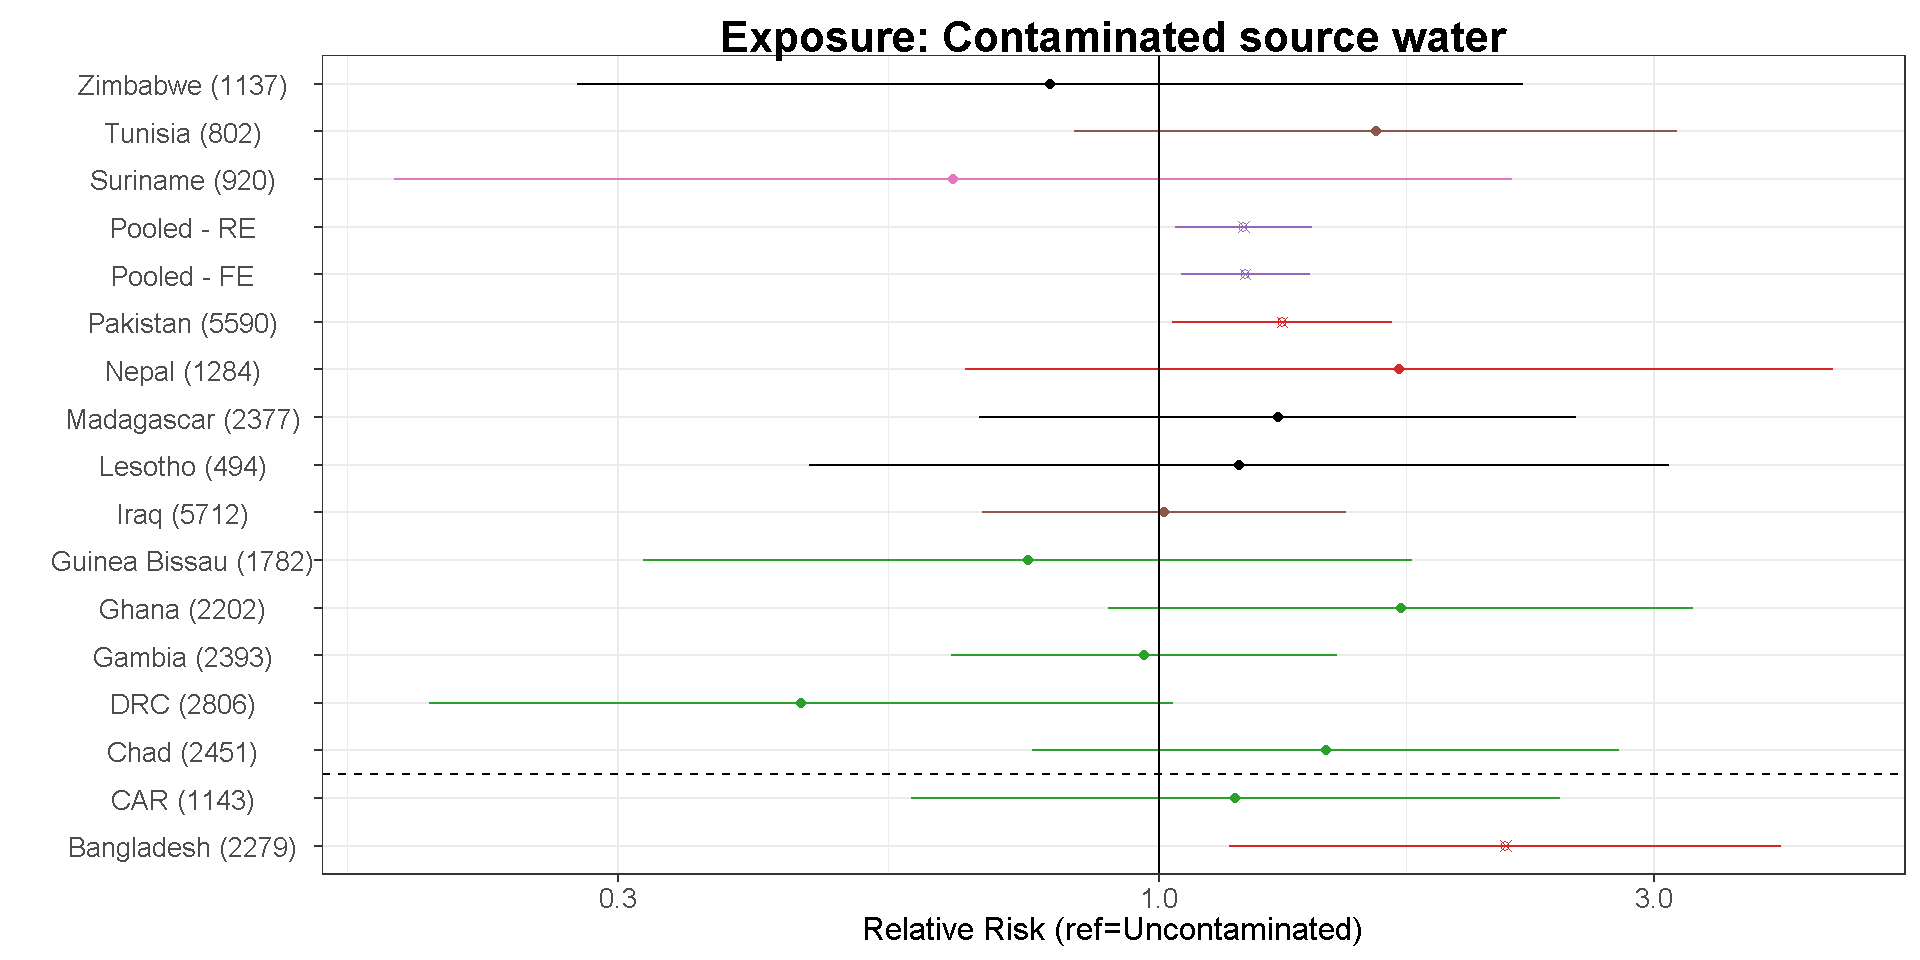 Exposure: Contaminated source water
Zimbabwe (1137)
Tunisia (802)
Suriname (920)
Pooled - RE
Pooled - FE
Pakistan (5590)
Nepal (1284)
Madagascar (2377)
Lesotho (494)
Iraq (5712)
Guinea Bissau (1782)
Ghana (2202)
Gambia (2393)
DRC (2806)
Chad (2451)
CAR (1143)
Bangladesh (2279)
0.3 1.0 3.0
Relative Risk (ref=Uncontaminated)